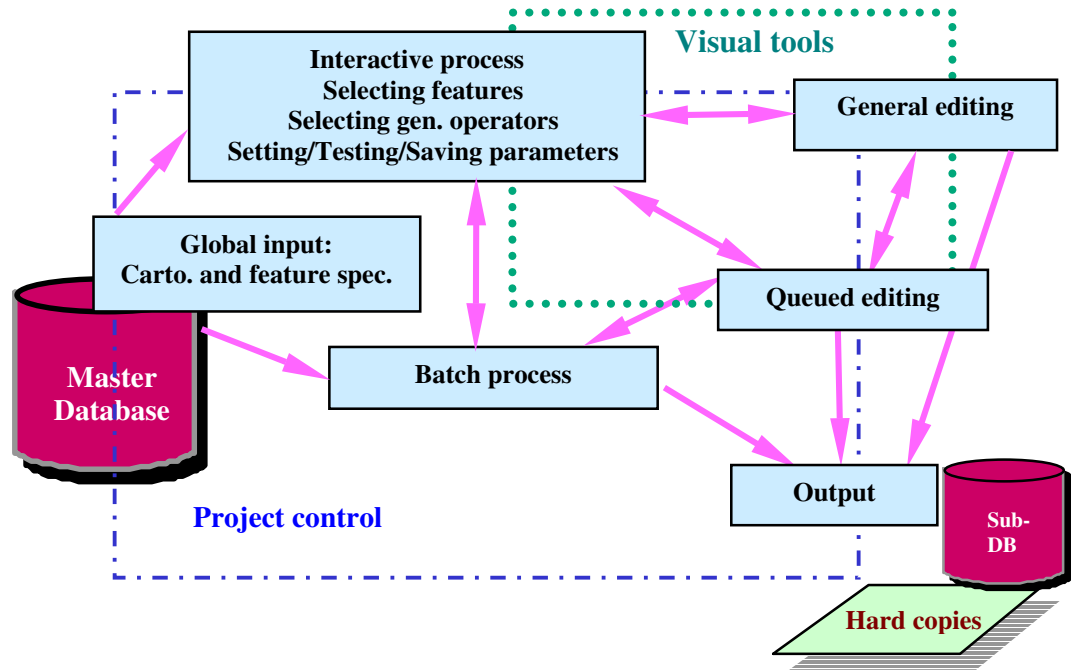 Visual tools
Interactive process
Selecting features
Selecting gen. operators
Setting/Testing/Saving parameters
General editing
Global input:
Carto. and feature spec.
Queued editing
Master
Database
Batch process
Output
Project control
Sub-
DB
Hard copies